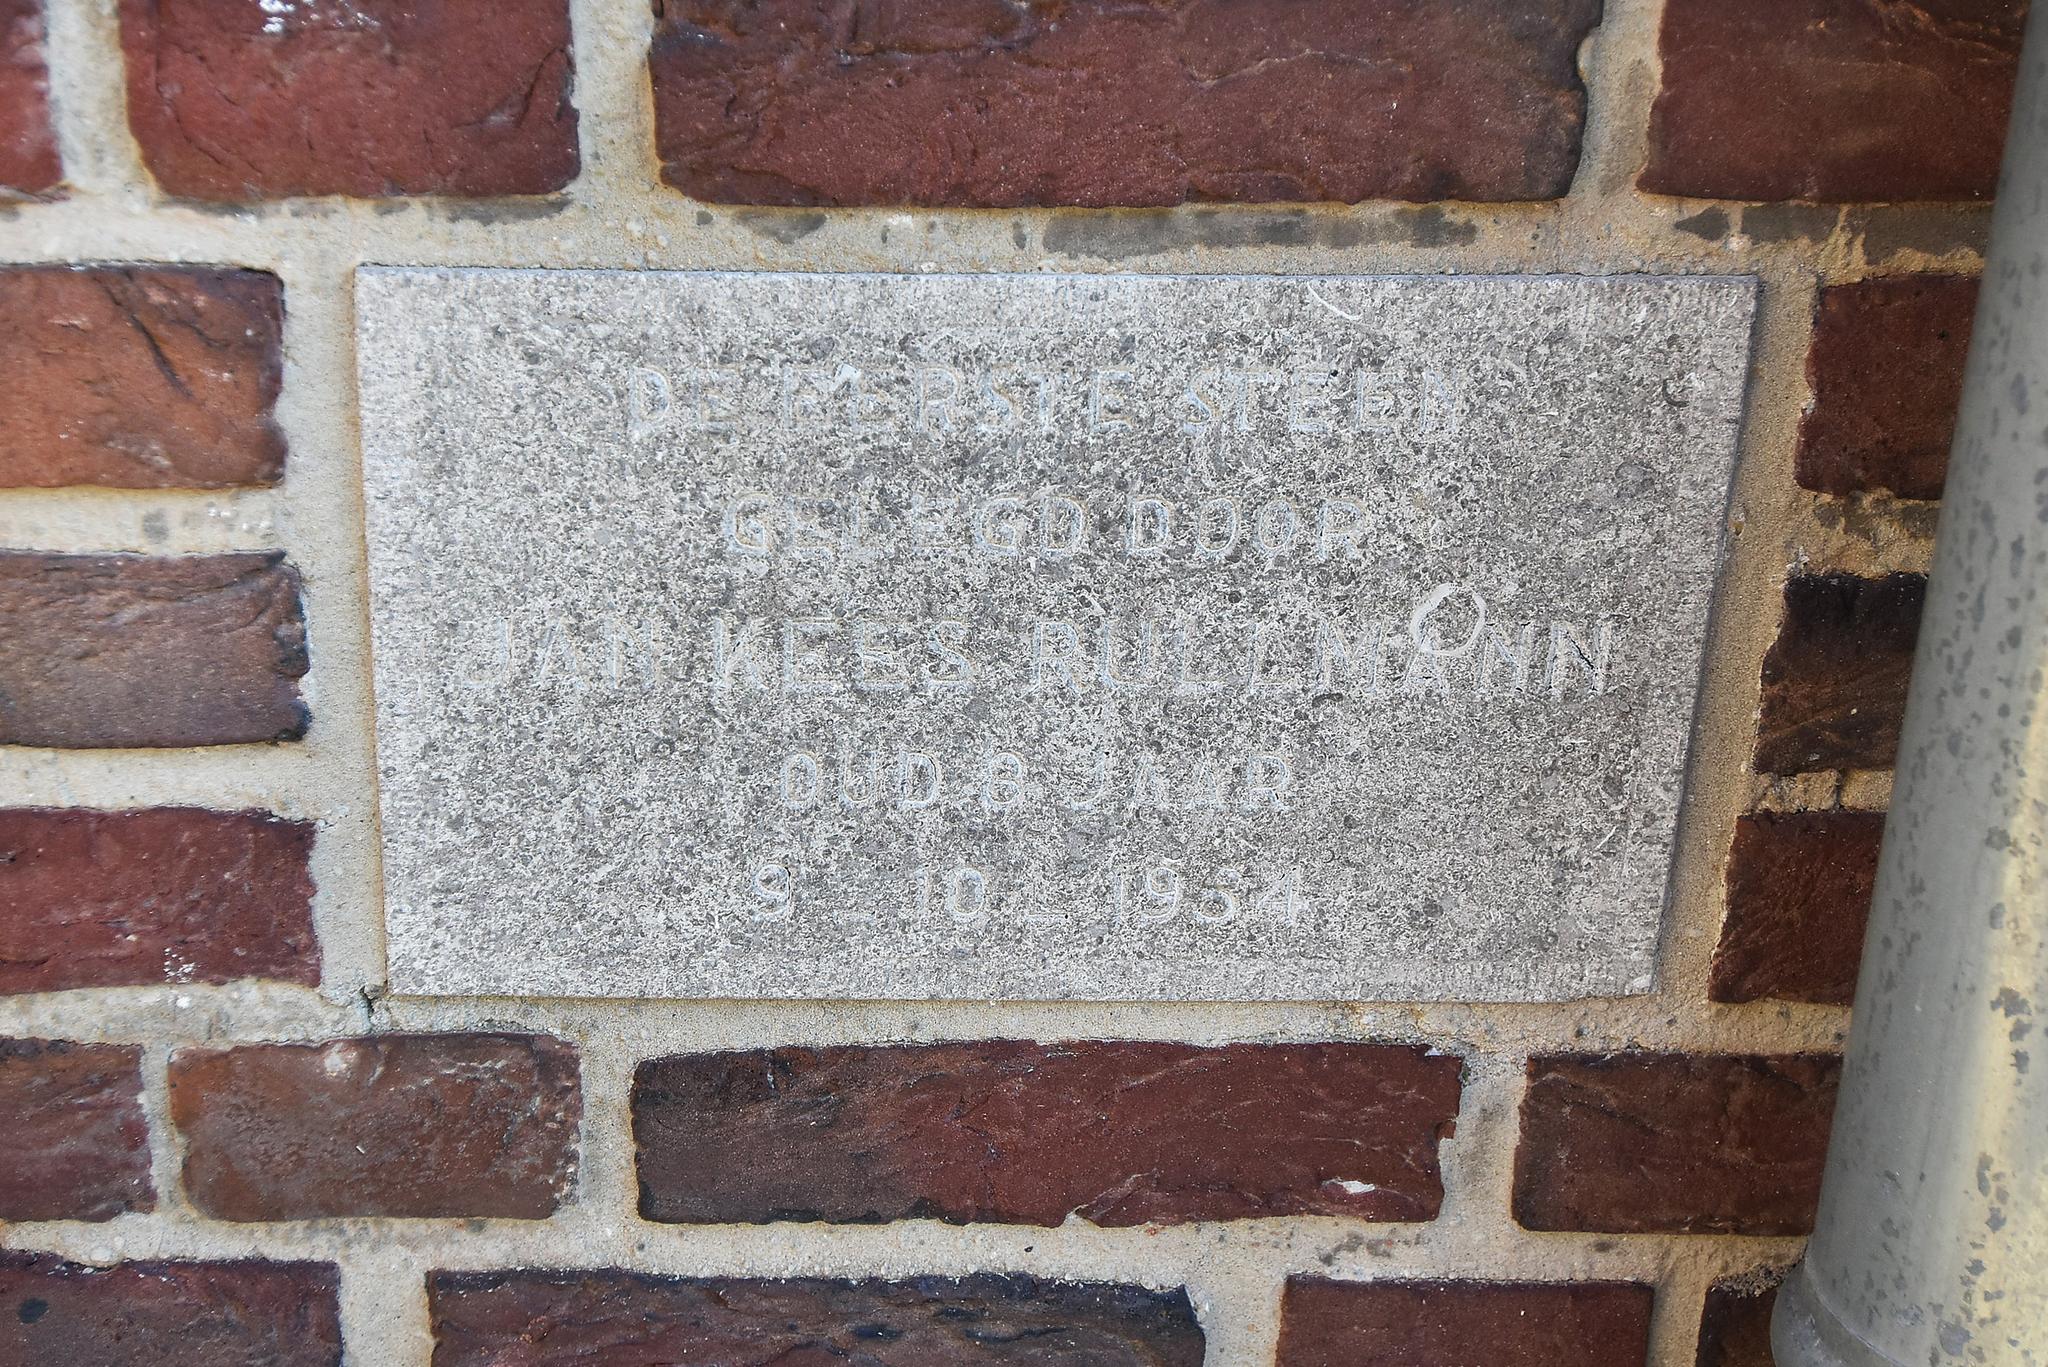 DE EERSTE STEEN
GELEGD DOOR
JAN KEES RULLMANN
OUD 8 JAAR
9 _ 10 _ 1954